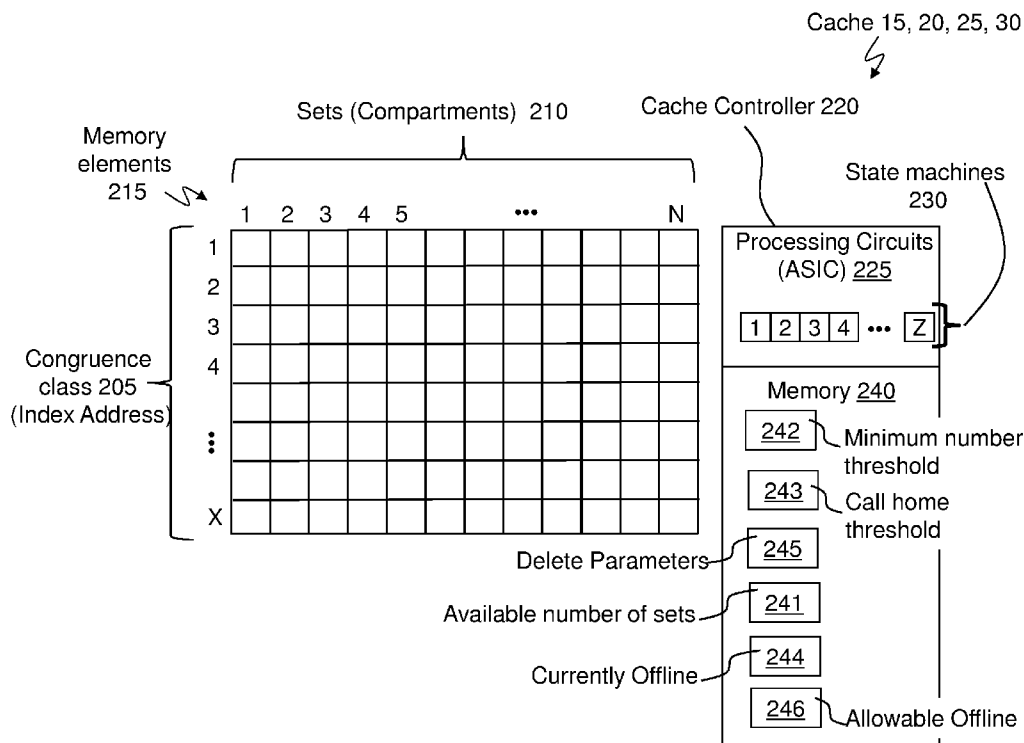 Cache 15, 20, 25, 30
Sets (Compartments) 210
Cache Controller 220
Memory
elements
215
State machines
230
1 2 3 4 5 ••• N
1
2
3
4
•••
X
Congruence
class 205
(Index Address)
Processing Circuits
(ASIC) 225
1 2 3 4 ••• Z
Memory 240
242
Minimum number
threshold
243
Call home
threshold
Delete Parameters
245
Available number of sets
241
Currently Offline
244
246
Allowable Offline